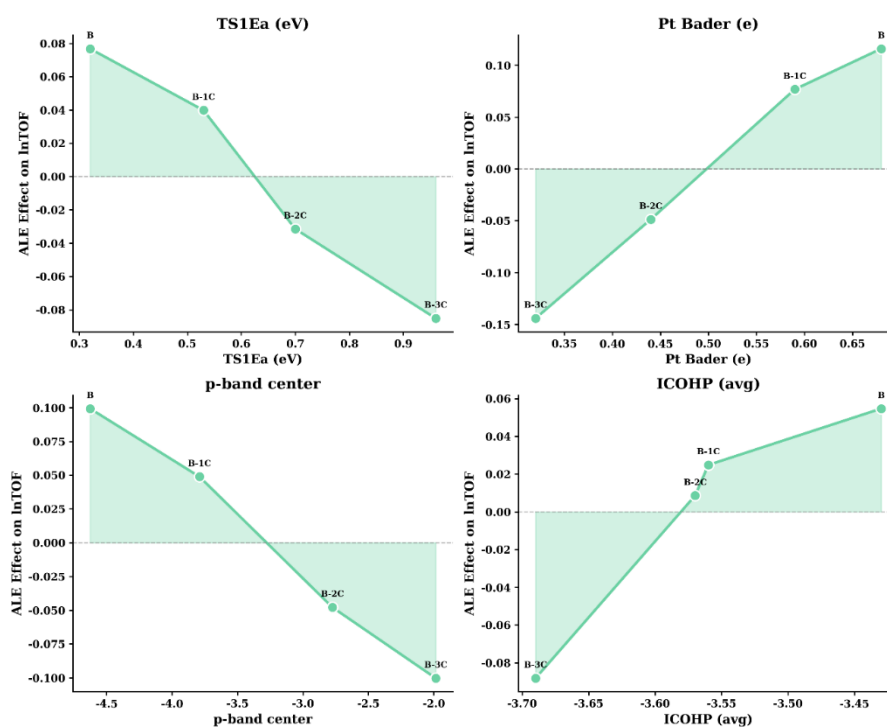 TS1Ea (eV)
ALE Effect on lnTOF
0.08
0.06
0.04
0.02
0.00
-0.02
-0.04
-0.06
-0.08
B
B-1C
B-2C
B-3C
0.3 0.4 0.5 0.6 0.7 0.8 0.9
TS1Ea (eV)
Pt Bader (e)
ALE Effect on lnTOF
0.10
0.05
0.00
-0.05
-0.10
-0.15
B
B-1C
B-2C
B-3C
0.35 0.40 0.45 0.50 0.55 0.60 0.65
Pt Bader (e)
p-band center
ALE Effect on lnTOF
0.100
0.075
0.050
0.025
0.000
-0.025
-0.050
-0.075
-0.100
B
B-1C
B-2C
B-3C
-4.5 -4.0 -3.5 -3.0 -2.5 -2.0
p-band center
ICOHP (avg)
ALE Effect on lnTOF
0.06
0.04
0.02
0.00
-0.02
-0.04
-0.06
-0.08
B
B-1C
B-2C
B-3C
-3.70 -3.65 -3.60 -3.55 -3.50 -3.45
ICOHP (avg)